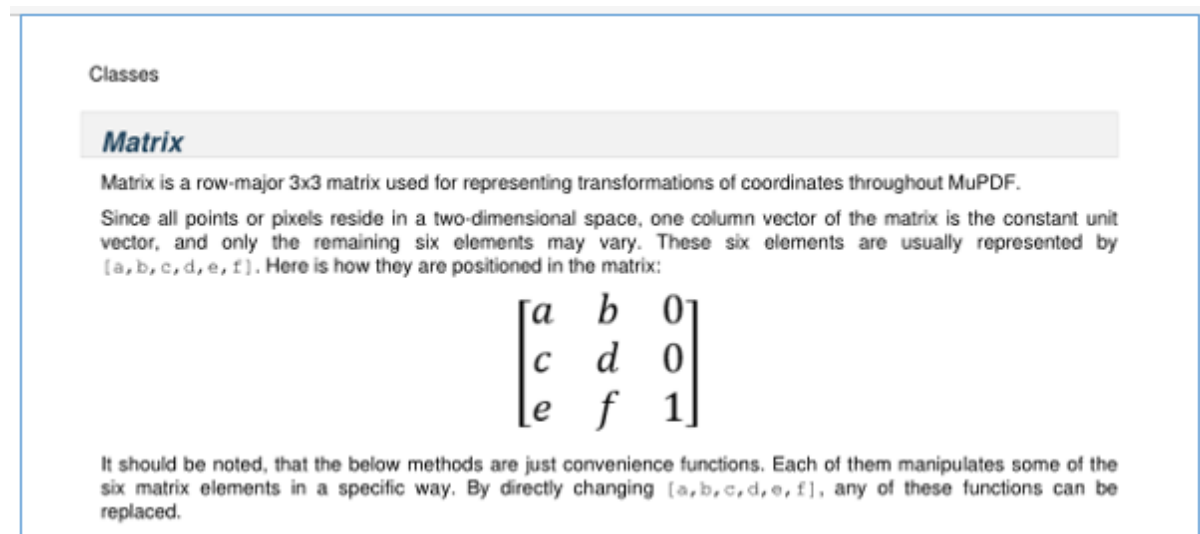 Classes
Matrix
Matrix is a row-major 3x3 matrix used for representing transformations of coordinates throughout MuPDF.
Since all points or pixels reside in a two-dimensional space, one column vector of the matrix is the constant unit
vector, and only the remaining six elements may vary. These six elements are usually represented by
[a,b,c,d,e,f]. Here is how they are positioned in the matrix:
a b 0
c d 0
e f 1
It should be noted, that the below methods are just convenience functions. Each of them manipulates some of the
six matrix elements in a specific way. By directly changing [a,b,c,d,e,f], any of these functions can be
replaced.